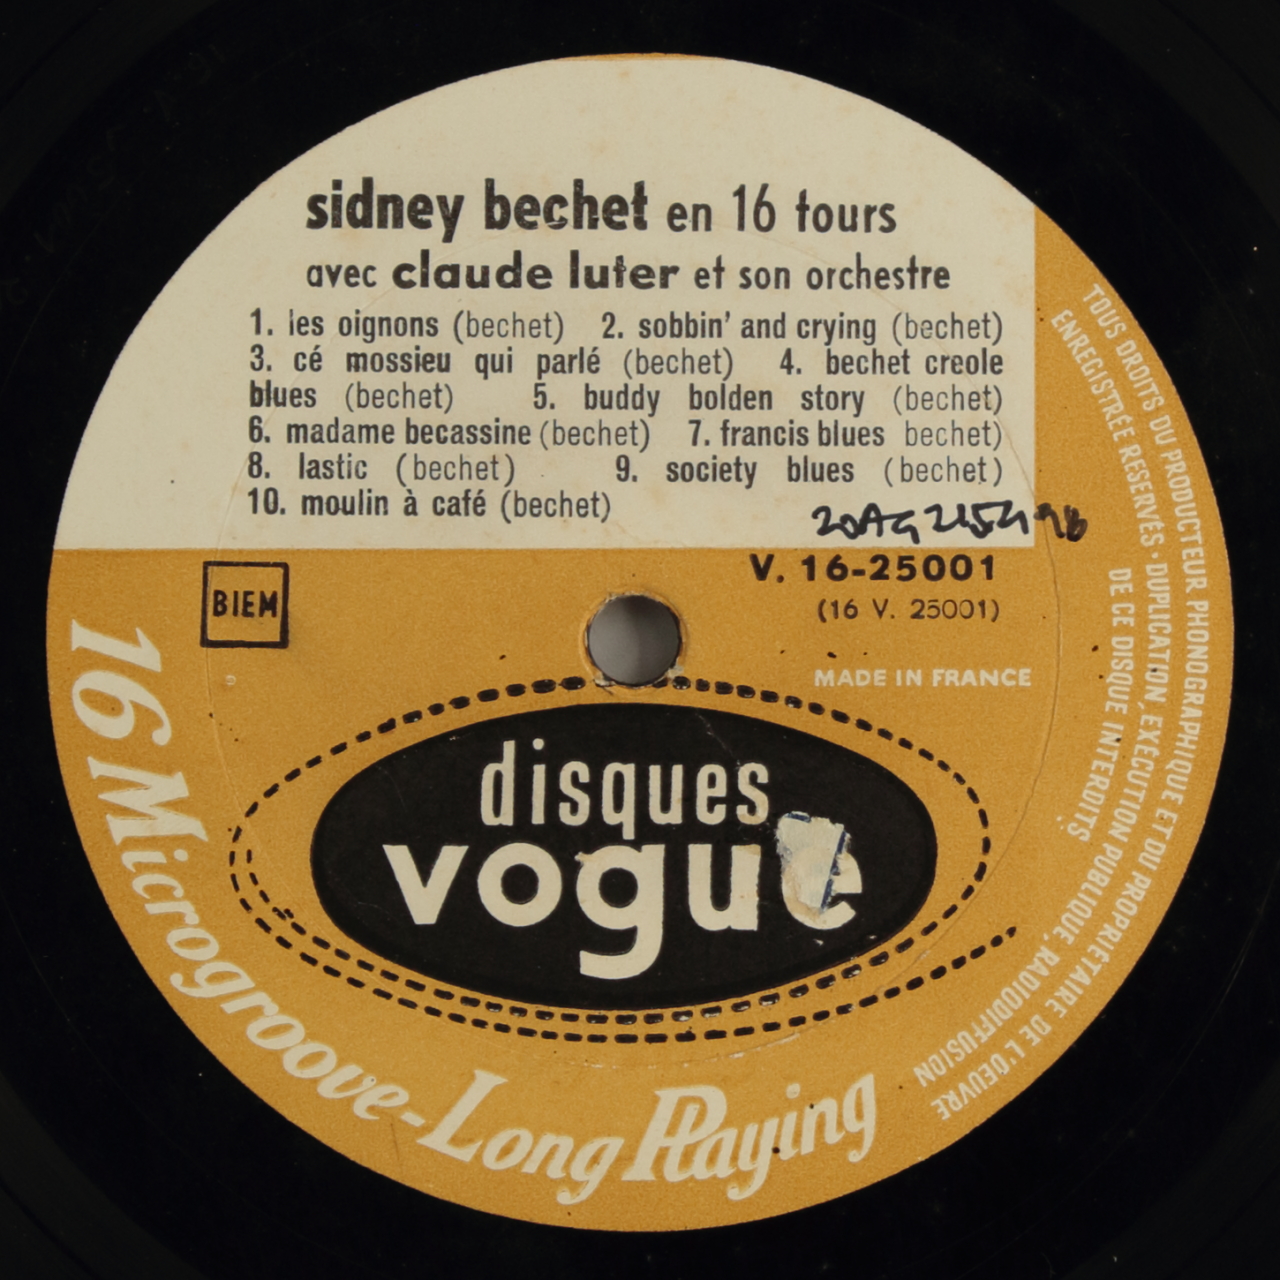 sidney bechet en 16 tours
avec claude luter et son orchestre
1. les oignons (bechet) 2. sobbin' and crying (bechet)
3. cé mossieu qui parlé (bechet) 4. bechet creole
blues (bechet) 5. buddy bolden story (bechet)
6. madame becassine (bechet) 7. francis blues bechet)
8. lastic (bechet) 9. society blues (bechet)
10. moulin à café (bechet)
V. 16-25001
(16 V. 25001)
BIEM
MADE IN FRANCE
disques
vogue
16 Microgroove-Long Playing
TOUS DROITS DU PRODUCTEUR PHONOGRAPHIQUE ET DU PROPRIÉTAIRE DE L'OEUVRE
ENREGISTRÉE RÉSERVÉS · DUPLICATION, EXÉCUTION PUBLIQUE, RADIODIFFUSION
DE CE DISQUE INTERDITS